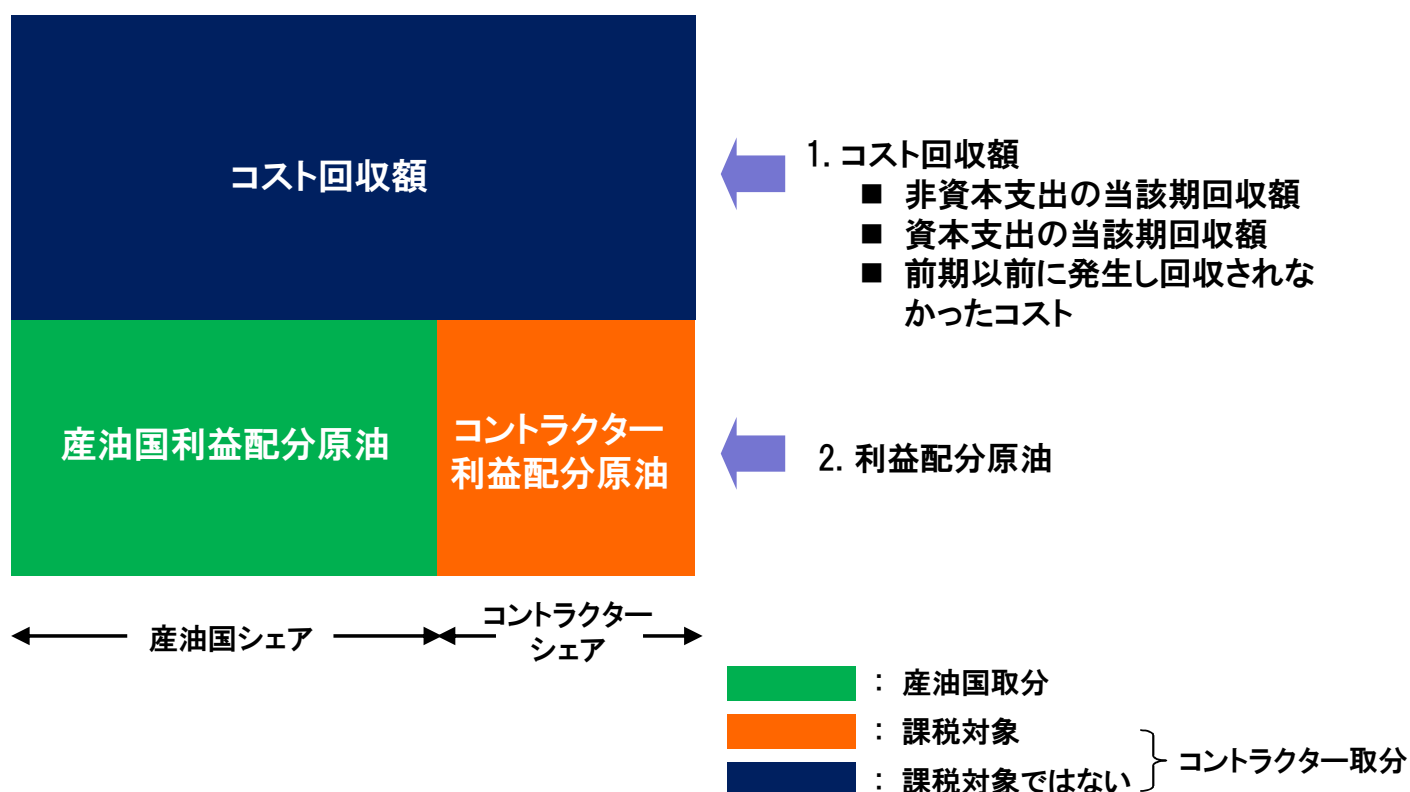 コスト回収額
1. コスト回収額
■ 非資本支出の当該期回収額
■ 資本支出の当該期回収額
■ 前期以前に発生し回収されな
かったコスト
産油国利益配分原油
コントラクター
利益配分原油
2. 利益配分原油
産油国シェア
コントラクター
シェア
： 産油国取分
： 課税対象
： 課税対象ではない
コントラクター取分